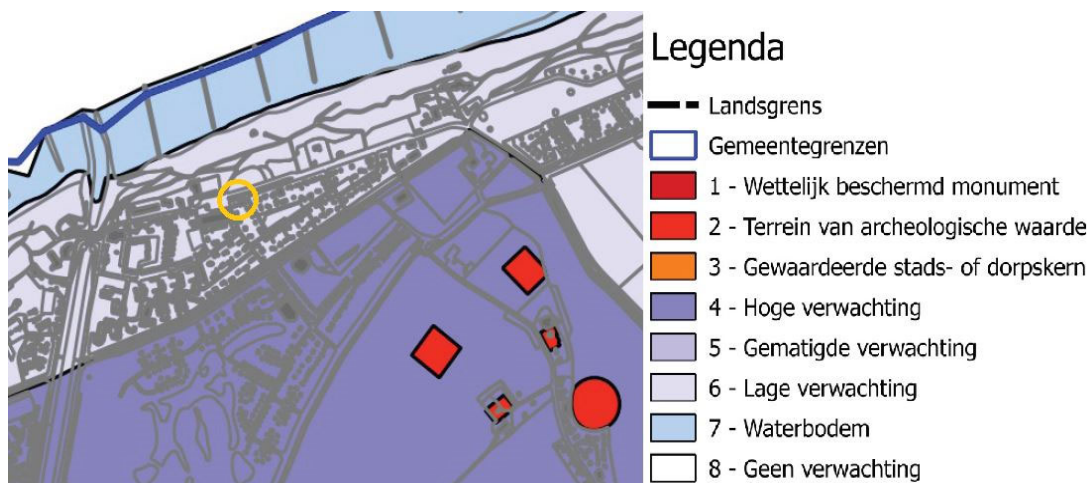 Legenda
Landsgrens
Gemeentegrenzen
1 - Wettelijk beschermd monument
2 - Terrein van archeologische waarde
3 - Gewaardeerde stads- of dorpskern
4 - Hoge verwachting
5 - Gematigde verwachting
6 - Lage verwachting
7 - Waterbodem
8 - Geen verwachting